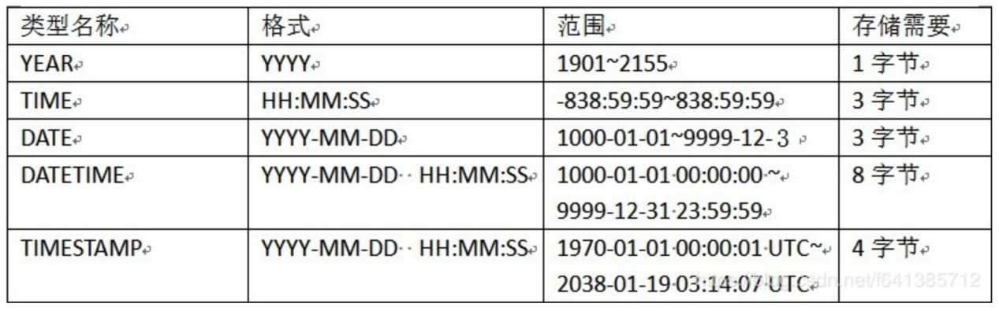 类型名称 格式 范围 存储需要
YEAR YYYY 1901~2155 1 字节
TIME HH:MM:SS -838:59:59~838:59:59 3 字节
DATE YYYY-MM-DD 1000-01-01~9999-12-3 3 字节
DATETIME YYYY-MM-DD HH:MM:SS 1000-01-01 00:00:00 ~ 8 字节
9999-12-31 23:59:59
TIMESTAMP YYYY-MM-DD HH:MM:SS 1970-01-01 00:00:01 UTC~ 4 字节
2038-01-19 03:14:07 UTC
https://blog.csdn.net/f641385712